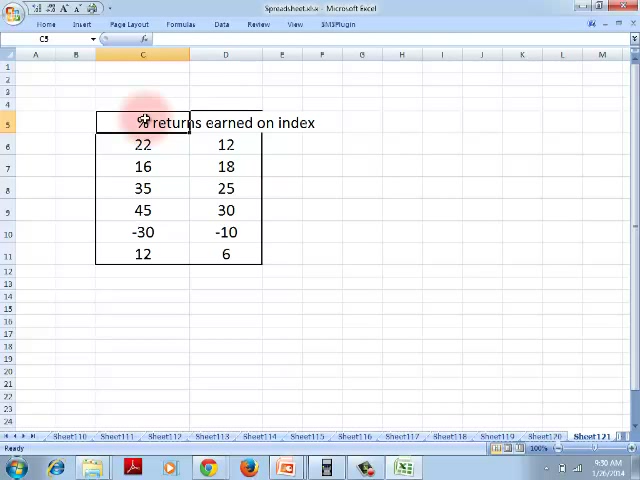 Spreadsheet.xlsx - Microsoft Excel
Home Insert Page Layout Formulas Data Review View
C5 fx
A B C D E F G H I J K L M
1
2
3
4
5 % returns earned on index
6 22 12
7 16 18
8 35 25
9 45 30
10 -30 -10
11 12 6
12
13
14
15
16
17
18
19
20
21
22
23
24
Sheet110 Sheet111 Sheet112 Sheet113 Sheet114 Sheet115 Sheet116 Sheet117 Sheet118 Sheet119 Sheet120 Sheet121
Ready 100%
9:30 AM
3/26/2014